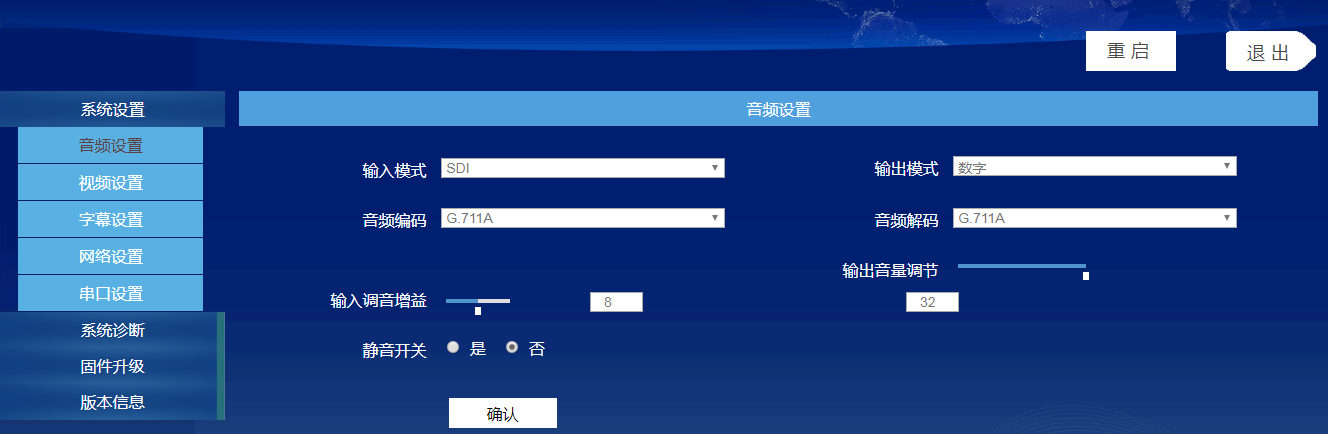 重 启
退 出
系统设置
音频设置
视频设置
字幕设置
网络设置
串口设置
系统诊断
固件升级
版本信息
音频设置
输入模式 SDI
输出模式 数字
音频编码 G.711A
音频解码 G.711A
输出音量调节
输入调音增益 8
32
静音开关 是 否
确认